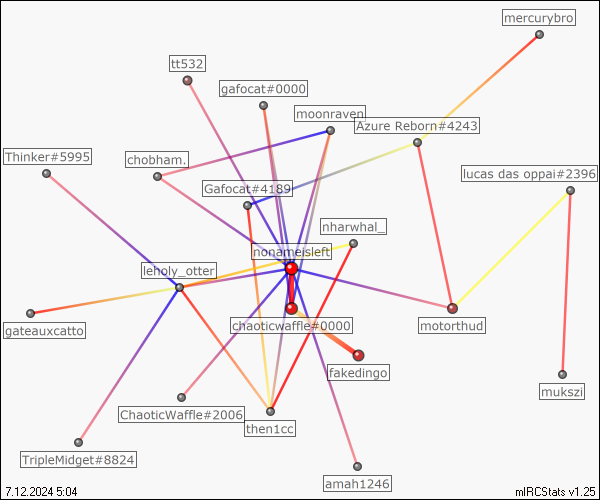 mercurybro
tt532
gafocat#0000
moonraven
Azure Reborn#4243
Thinker#5995
chobham.
lucas das oppai#2396
Gafocat#4189
nharwhal_
nonameisleft
leholy_otter
gateauxcatto
chaoticwaffle#0000
motorthud
fakedingo
mukszi
ChaoticWaffle#2006
then1cc
TripleMidget#8824
amah1246
7.12.2024 5:04
mIRCStats v1.25